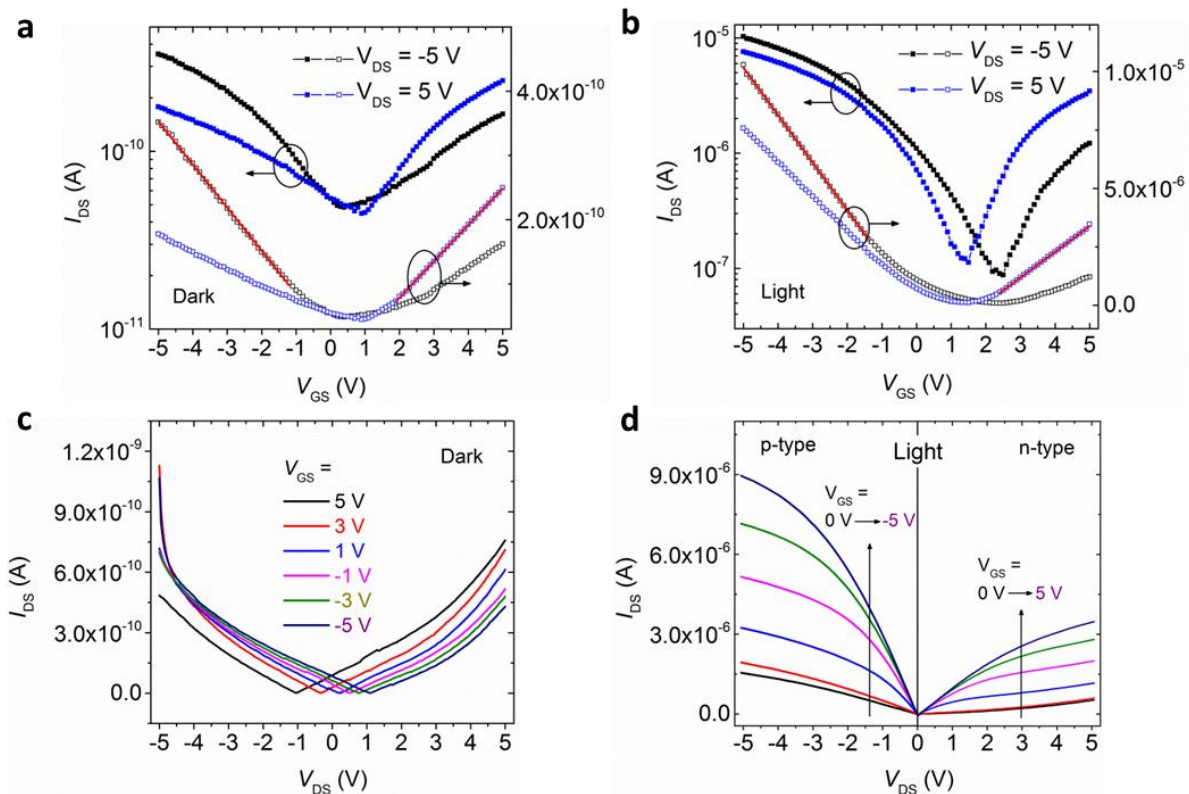 a
V_DS = -5 V
V_DS = 5 V
10^-9
10^-10
10^-11
I_DS (A)
4.0x10^-10
2.0x10^-10
Dark
-5 -4 -3 -2 -1 0 1 2 3 4 5
V_GS (V)
b
V_DS = -5 V
V_DS = 5 V
10^-5
10^-6
10^-7
I_DS (A)
1.0x10^-5
5.0x10^-6
0.0
Light
-5 -4 -3 -2 -1 0 1 2 3 4 5
V_GS (V)
c
1.2x10^-9
9.0x10^-10
6.0x10^-10
3.0x10^-10
0.0
I_DS (A)
Dark
V_GS =
5 V
3 V
1 V
-1 V
-3 V
-5 V
-5 -4 -3 -2 -1 0 1 2 3 4 5
V_DS (V)
d
p-type
Light
n-type
9.0x10^-6
6.0x10^-6
3.0x10^-6
0.0
I_DS (A)
V_GS =
0 V → -5 V
V_GS =
0 V → 5 V
-5 -4 -3 -2 -1 0 1 2 3 4 5
V_DS (V)